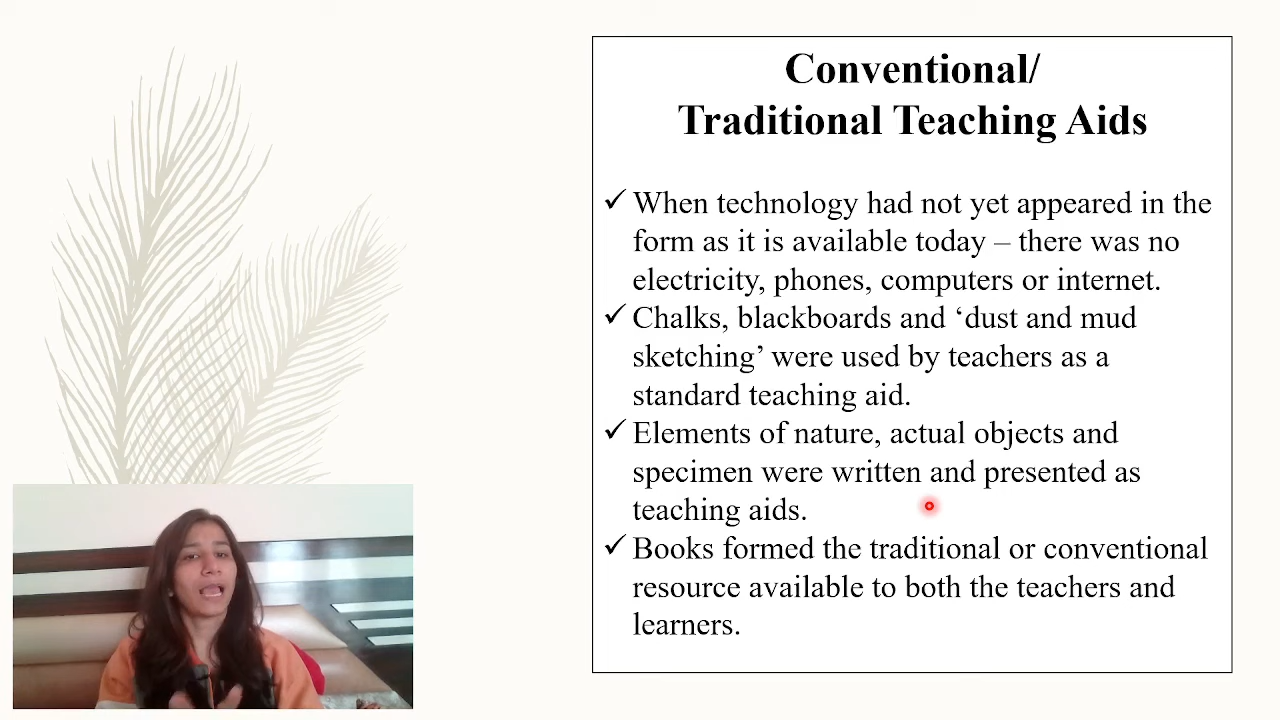 Conventional/
Traditional Teaching Aids
✓ When technology had not yet appeared in the
form as it is available today – there was no
electricity, phones, computers or internet.
✓ Chalks, blackboards and ‘dust and mud
sketching’ were used by teachers as a
standard teaching aid.
✓ Elements of nature, actual objects and
specimen were written and presented as
teaching aids.
✓ Books formed the traditional or conventional
resource available to both the teachers and
learners.